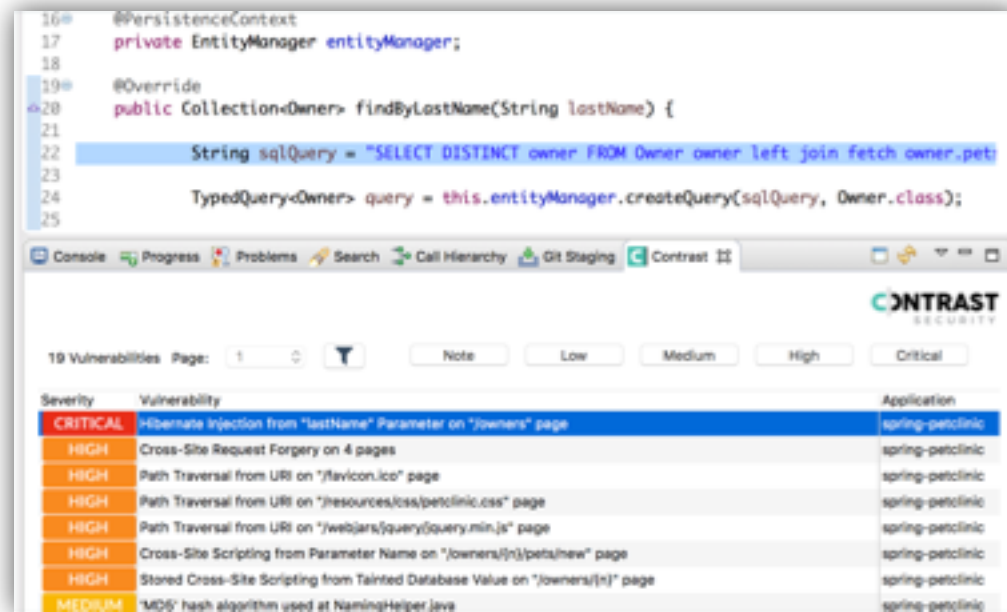 16 @PersistenceContext
17 private EntityManager entityManager;
18
19 @Override
20 public Collection<Owner> findByLastName(String lastName) {
21
22 String sqlQuery = "SELECT DISTINCT owner FROM Owner owner left join fetch owner.pet
23
24 TypedQuery<Owner> query = this.entityManager.createQuery(sqlQuery, Owner.class);
25
Console Progress Problems Search Call Hierarchy Git Staging Contrast
CONTRAST
SECURITY
19 Vulnerabilities Page: 1 Note Low Medium High Critical
Severity Vulnerability Application
CRITICAL Hibernate Injection from "lastName" Parameter on "/owners" page spring-petclinic
HIGH Cross-Site Request Forgery on 4 pages spring-petclinic
HIGH Path Traversal from URI on "/favicon.ico" page spring-petclinic
HIGH Path Traversal from URI on "/resources/css/petclinic.css" page spring-petclinic
HIGH Path Traversal from URI on "/webjars/jquery/jquery.min.js" page spring-petclinic
HIGH Cross-Site Scripting from Parameter Name on "/owners/{n}/pets/new" page spring-petclinic
HIGH Stored Cross-Site Scripting from Tainted Database Value on "/owners/{n}" page spring-petclinic
MEDIUM 'MD5' hash algorithm used at NamingHelper.java spring-petclinic